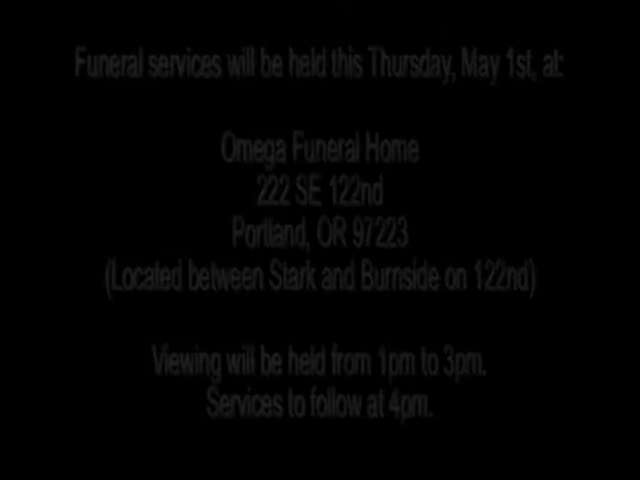 Funeral services will be held this Thursday, May 1st, at:
Omega Funeral Home
222 SE 122nd
Portland, OR 97223
(Located between Stark and Burnside on 122nd)
Viewing will be held from 1pm to 3pm.
Services to follow at 4pm.